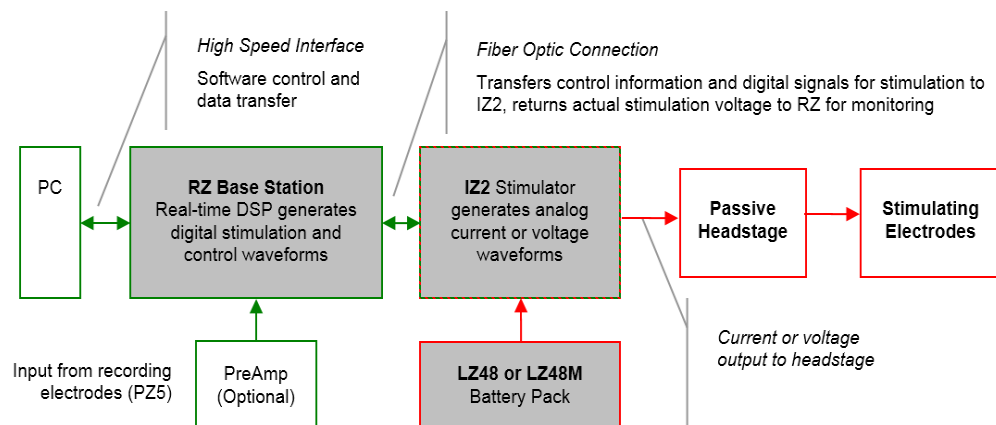 High Speed Interface
Software control and
data transfer
Fiber Optic Connection
Transfers control information and digital signals for stimulation to
IZ2, returns actual stimulation voltage to RZ for monitoring
PC
RZ Base Station
Real-time DSP generates
digital stimulation and
control waveforms
IZ2 Stimulator
generates analog
current or voltage
waveforms
Passive
Headstage
Stimulating
Electrodes
Input from recording
electrodes (PZ5)
PreAmp
(Optional)
LZ48 or LZ48M
Battery Pack
Current or voltage
output to headstage